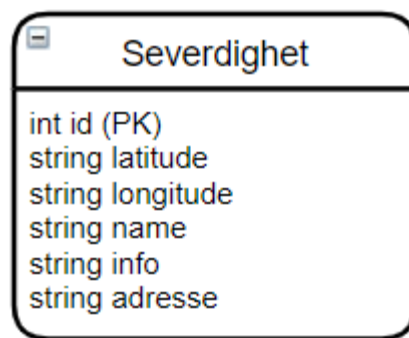 Severdighet
int id (PK)
string latitude
string longitude
string name
string info
string adresse